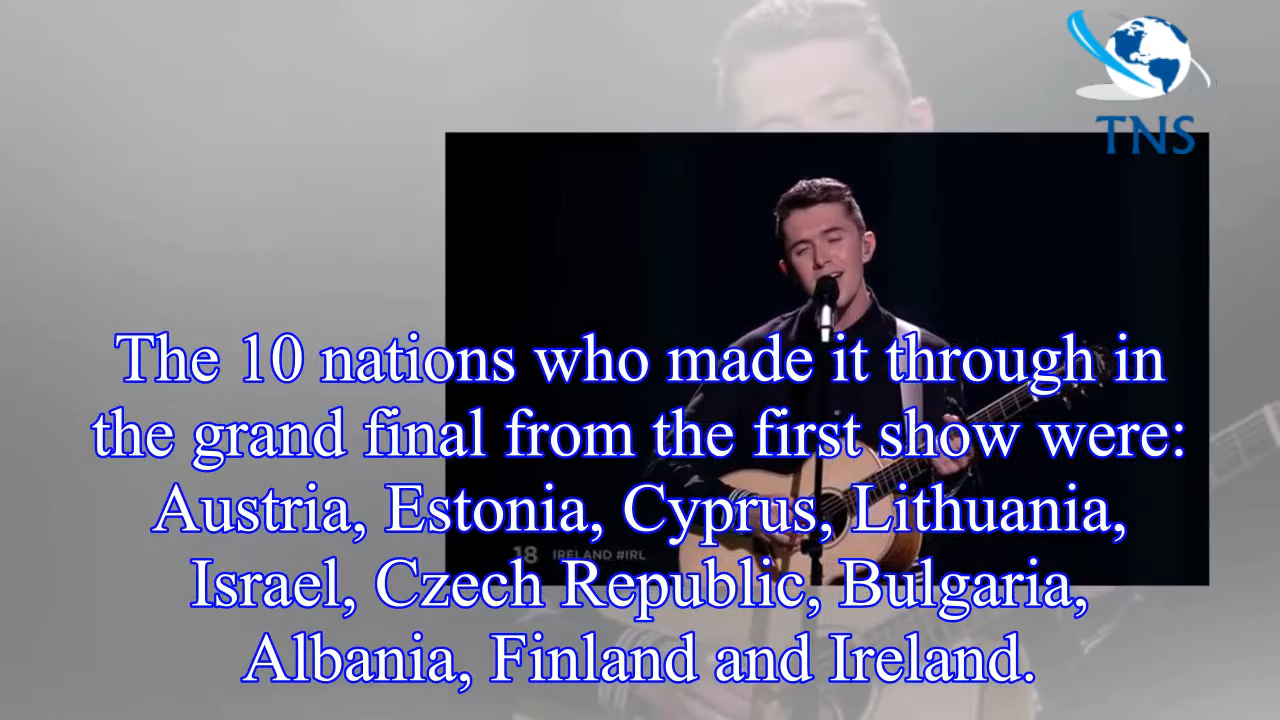 TNS
The 10 nations who made it through in
the grand final from the first show were:
Austria, Estonia, Cyprus, Lithuania,
18 IRELAND #IRL
Israel, Czech Republic, Bulgaria,
Albania, Finland and Ireland.